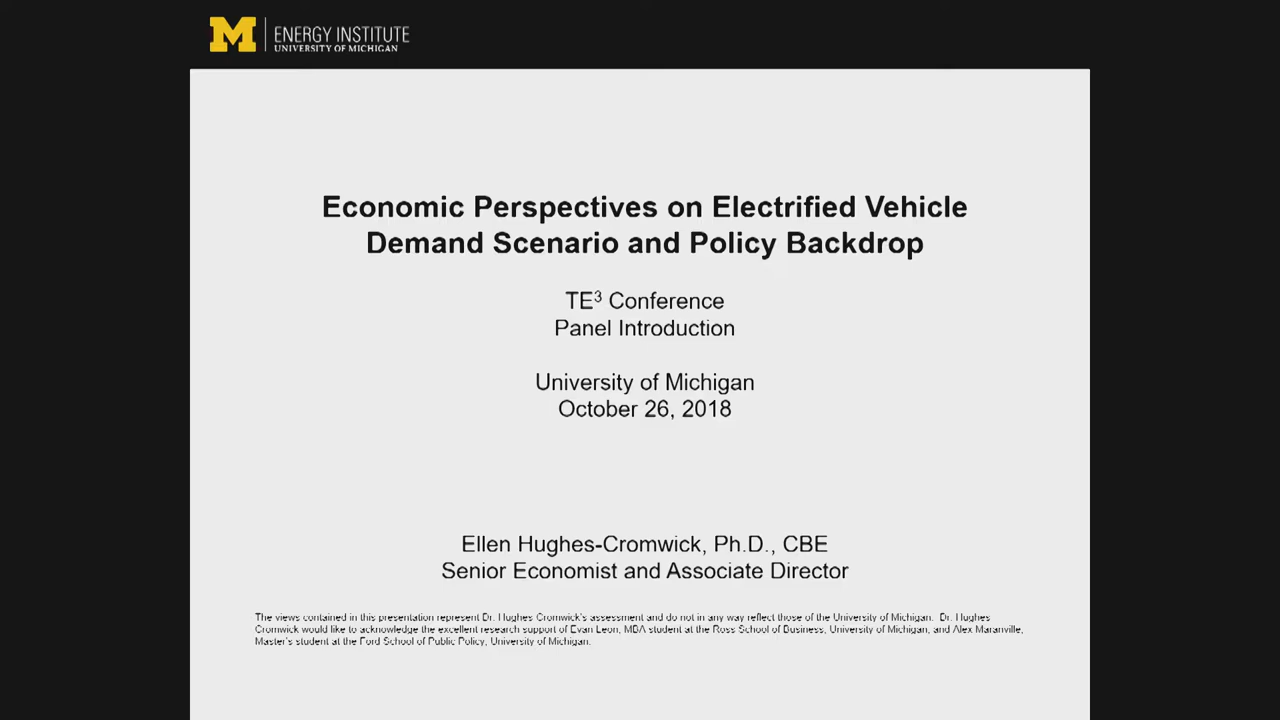 M
ENERGY INSTITUTE
UNIVERSITY OF MICHIGAN
Economic Perspectives on Electrified Vehicle
Demand Scenario and Policy Backdrop
TE³ Conference
Panel Introduction
University of Michigan
October 26, 2018
Ellen Hughes-Cromwick, Ph.D., CBE
Senior Economist and Associate Director
The views contained in this presentation represent Dr. Hughes Cromwick's assessment and do not in any way reflect those of the University of Michigan. Dr. Hughes
Cromwick would like to acknowledge the excellent research support of Evan Leon, MBA student at the Ross School of Business, University of Michigan, and Alex Maranville,
Master's student at the Ford School of Public Policy, University of Michigan.